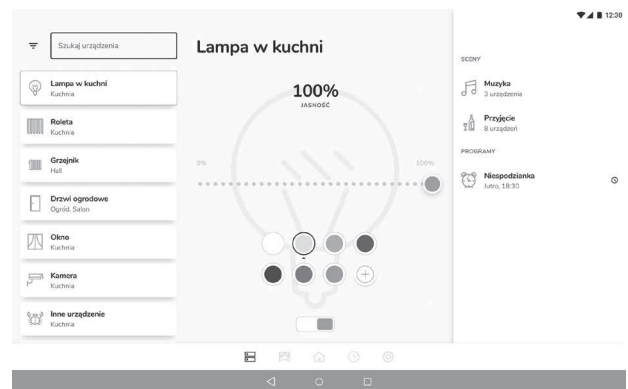 12:30
Szukaj urządzenia
Lampa w kuchni
Kuchnia
Roleta
Kuchnia
Grzejnik
Hall
Drzwi ogrodowe
Ogród, Salon
Okno
Kuchnia
Kamera
Kuchnia
Inne urządzenie
Kuchnia
Lampa w kuchni
100%
JASNOŚĆ
0%
100%
SCENY
Muzyka
3 urządzenia
Przyjęcie
8 urządzeń
PROGRAMY
Niespodzianka
Jutro, 18:30